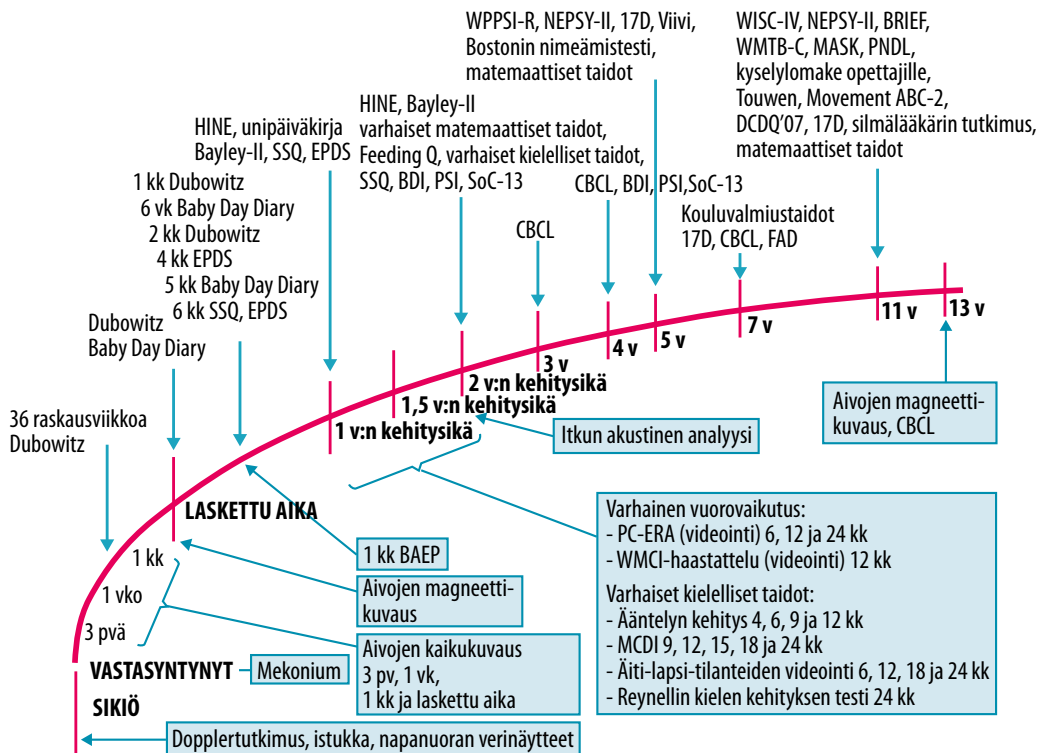 WPPSI-R, NEPSY-II, 17D, Viivi,
Bostonin nimeämistesti,
matemaattiset taidot
WISC-IV, NEPSY-II, BRIEF,
WMTB-C, MASK, PNDL,
kyselylomake opettajille,
Touwen, Movement ABC-2,
DCDQ'07, 17D, silmälääkärin tutkimus,
matemaattiset taidot
HINE, Bayley-II
varhaiset matemaattiset taidot,
Feeding Q, varhaiset kielelliset taidot,
SSQ, BDI, PSI, SoC-13
HINE, unipäiväkirja
Bayley-II, SSQ, EPDS
CBCL, BDI, PSI,SoC-13
1 kk Dubowitz
6 vk Baby Day Diary
2 kk Dubowitz
4 kk EPDS
5 kk Baby Day Diary
6 kk SSQ, EPDS
CBCL
Kouluvalmiustaidot
17D, CBCL, FAD
Dubowitz
Baby Day Diary
36 raskausviikkoa
Dubowitz
13 v
11 v
7 v
5 v
4 v
3 v
2 v:n kehitysikä
1,5 v:n kehitysikä
1 v:n kehitysikä
Itkun akustinen analyysi
Aivojen magneetti-
kuvaus, CBCL
LASKETTU AIKA
1 kk
1 vko
3 pvä
1 kk BAEP
Aivojen magneetti-
kuvaus
Aivojen kaikukuvaus
3 pv, 1 vk,
1 kk ja laskettu aika
Varhainen vuorovaikutus:
- PC-ERA (videointi) 6, 12 ja 24 kk
- WMCI-haastattelu (videointi) 12 kk
Varhaiset kielelliset taidot:
- Ääntelyn kehitys 4, 6, 9 ja 12 kk
- MCDI 9, 12, 15, 18 ja 24 kk
- Äiti-lapsi-tilanteiden videointi 6, 12, 18 ja 24 kk
- Reynellin kielen kehityksen testi 24 kk
VASTASYNTYNYT
Mekonium
SIKIÖ
Dopplertutkimus, istukka, napanuoran verinäytteet